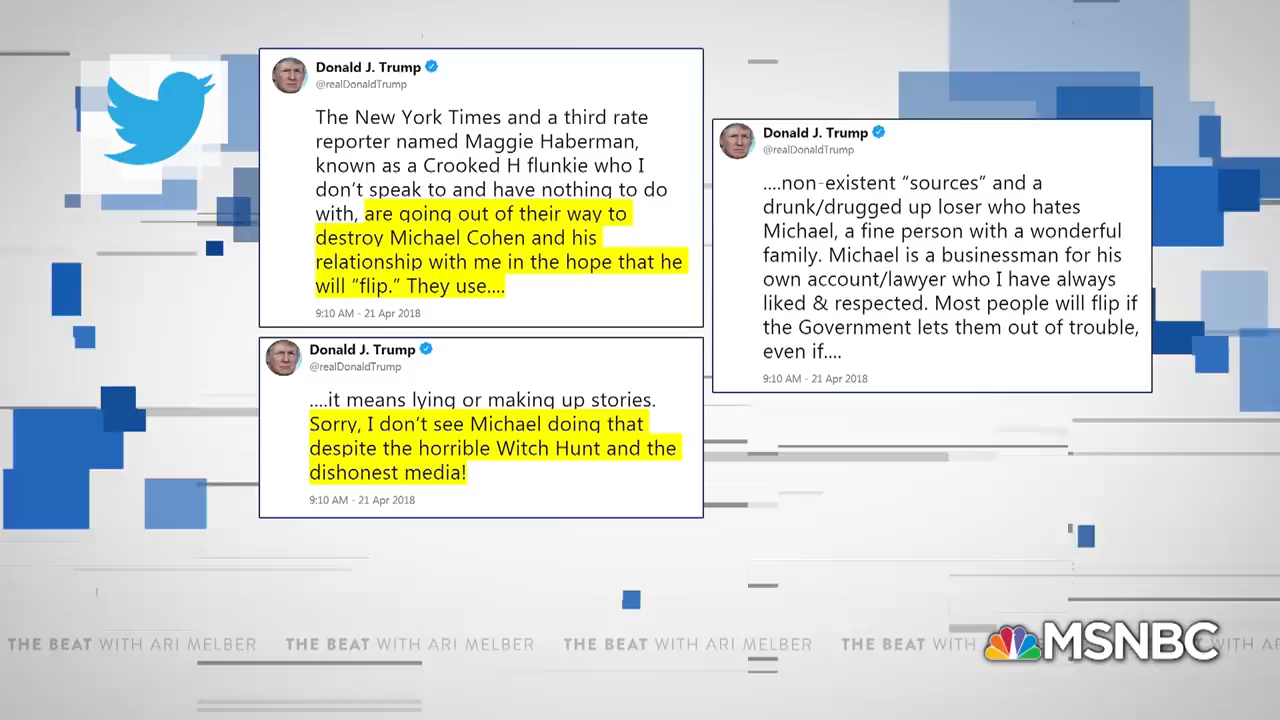 Donald J. Trump
@realDonaldTrump
The New York Times and a third rate
reporter named Maggie Haberman,
known as a Crooked H flunkie who I
don't speak to and have nothing to do
with, are going out of their way to
destroy Michael Cohen and his
relationship with me in the hope that he
will "flip." They use....
9:10 AM - 21 Apr 2018
Donald J. Trump
@realDonaldTrump
....non-existent "sources" and a
drunk/drugged up loser who hates
Michael, a fine person with a wonderful
family. Michael is a businessman for his
own account/lawyer who I have always
liked & respected. Most people will flip if
the Government lets them out of trouble,
even if....
9:10 AM - 21 Apr 2018
Donald J. Trump
@realDonaldTrump
....it means lying or making up stories.
Sorry, I don't see Michael doing that
despite the horrible Witch Hunt and the
dishonest media!
9:10 AM - 21 Apr 2018
THE BEAT WITH ARI MELBER THE BEAT WITH ARI MELBER THE BEAT WITH ARI MELBER THE BEAT WITH AR
MSNBC